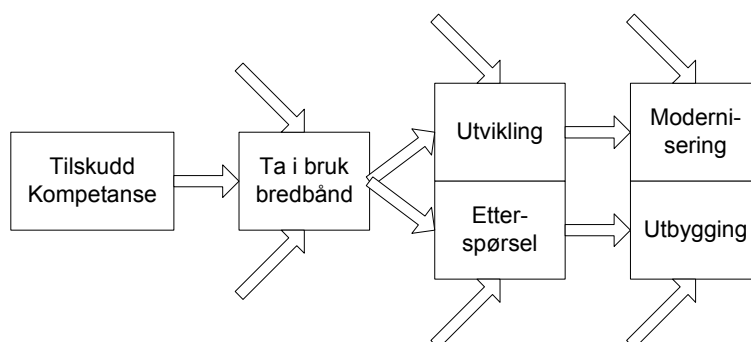 Tilskudd
Kompetanse
Ta i bruk
bredbånd
Utvikling
Etter-
spørsel
Moderni-
sering
Utbygging